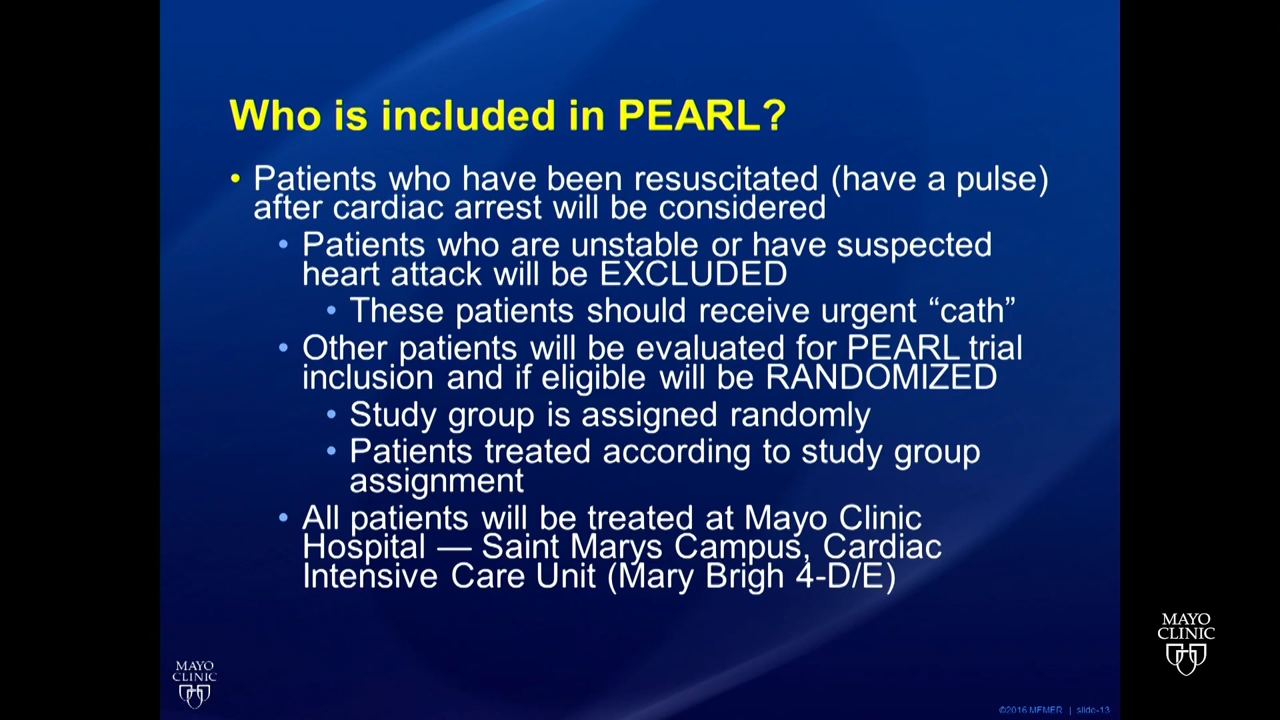 Who is included in PEARL?
• Patients who have been resuscitated (have a pulse)
after cardiac arrest will be considered
• Patients who are unstable or have suspected
heart attack will be EXCLUDED
• These patients should receive urgent “cath”
• Other patients will be evaluated for PEARL trial
inclusion and if eligible will be RANDOMIZED
• Study group is assigned randomly
• Patients treated according to study group
assignment
• All patients will be treated at Mayo Clinic
Hospital — Saint Marys Campus, Cardiac
Intensive Care Unit (Mary Brigh 4-D/E)
MAYO
CLINIC
MAYO
CLINIC
©2016 MFMER | slide-13